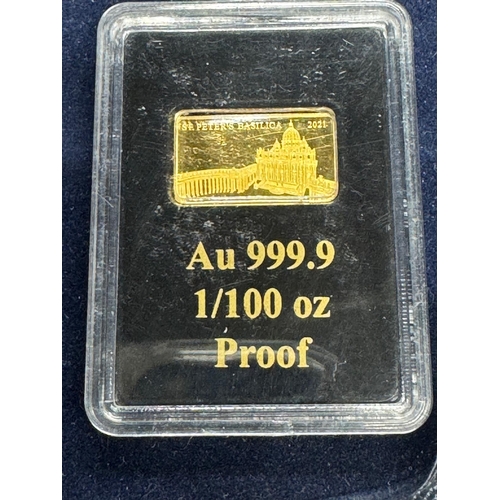 ST. PETER'S BASILICA 2021
Au 999.9
1/100 oz
Proof